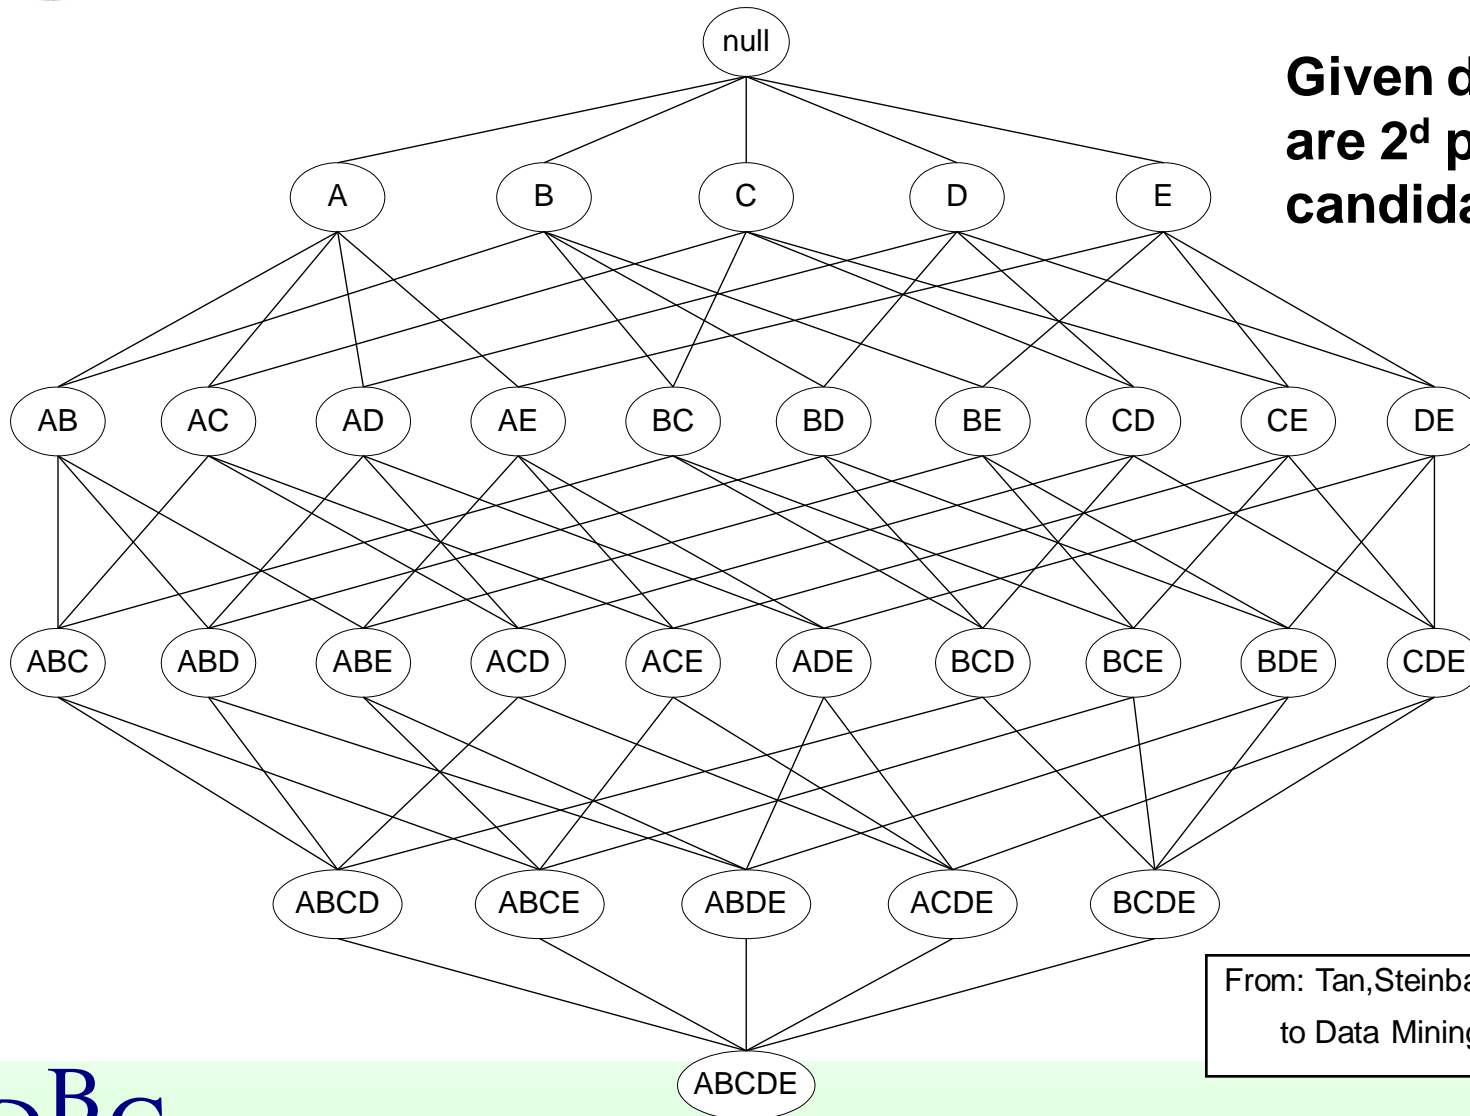 null
Given d
are 2ᵈ p
candida
A B C D E
AB AC AD AE BC BD BE CD CE DE
ABC ABD ABE ACD ACE ADE BCD BCE BDE CDE
ABCD ABCE ABDE ACDE BCDE
From: Tan,Steinba
to Data Mining
ABCDE
B